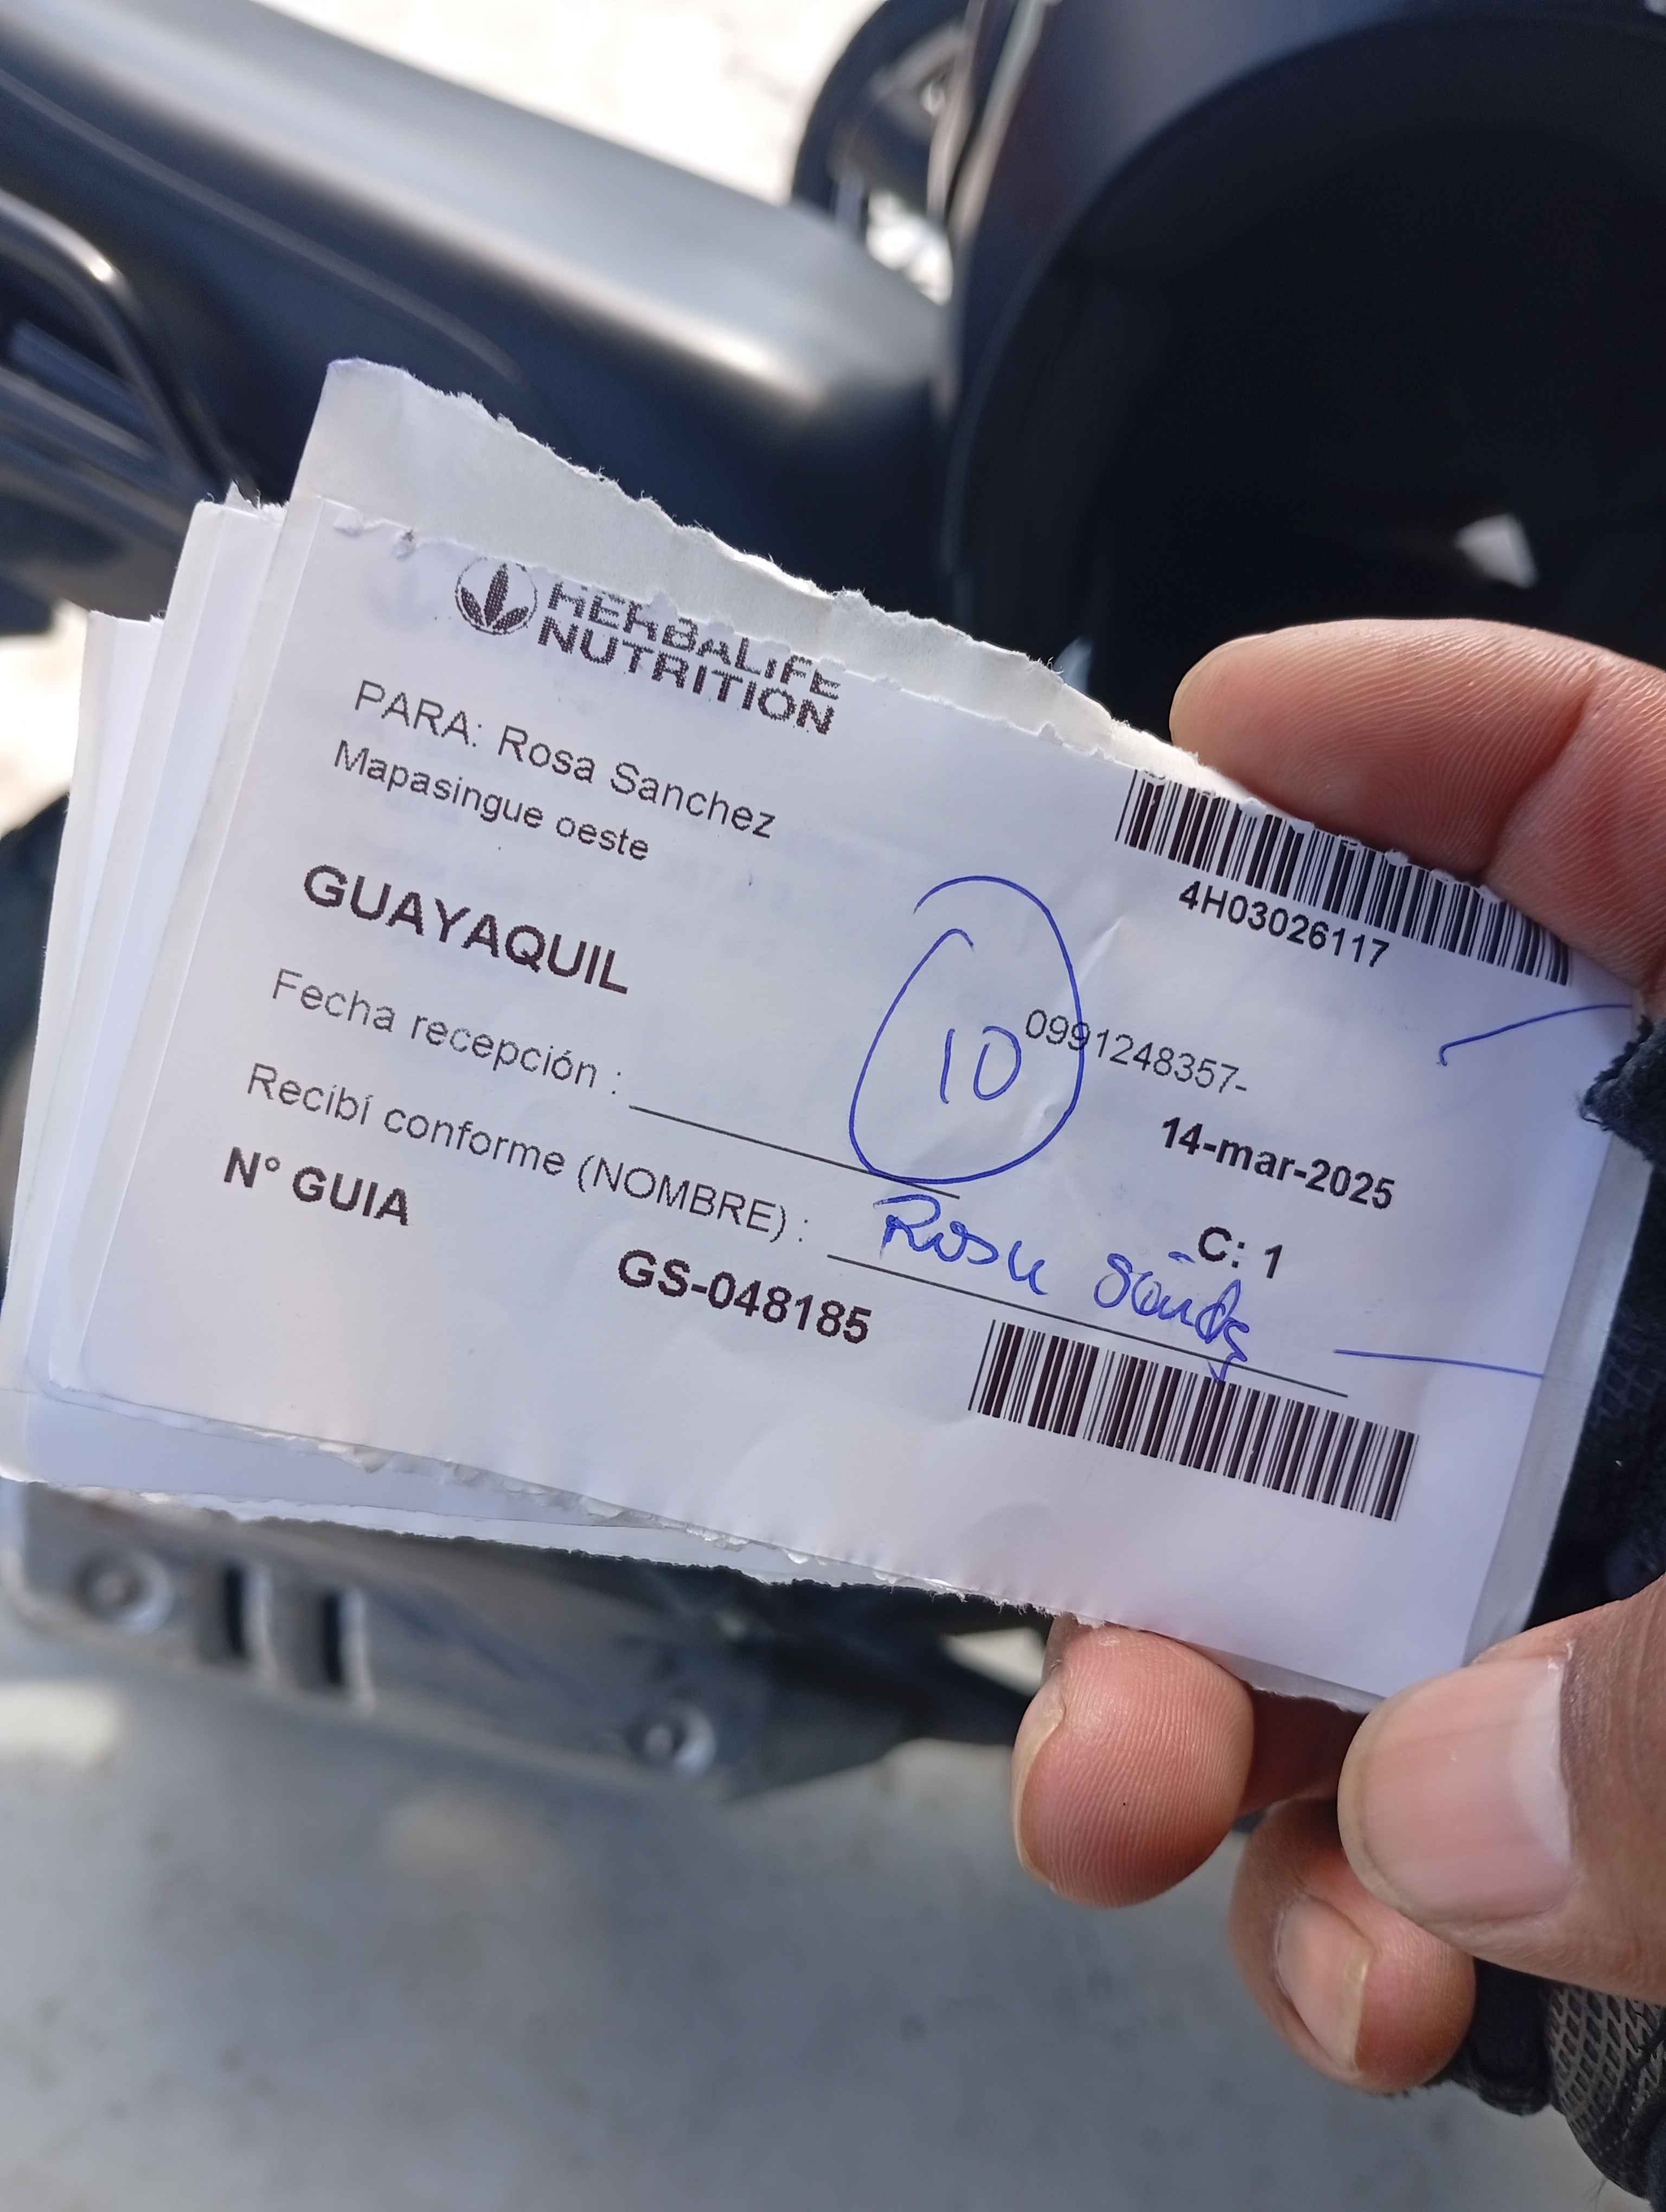 HERBALIFE
NUTRITION
PARA: Rosa Sanchez
Mapasingue oeste
4H03026117
GUAYAQUIL
10
0991248357-
Fecha recepción :
14-mar-2025
Recibí conforme (NOMBRE) : Rosa
C: 1
N° GUIA
GS-048185